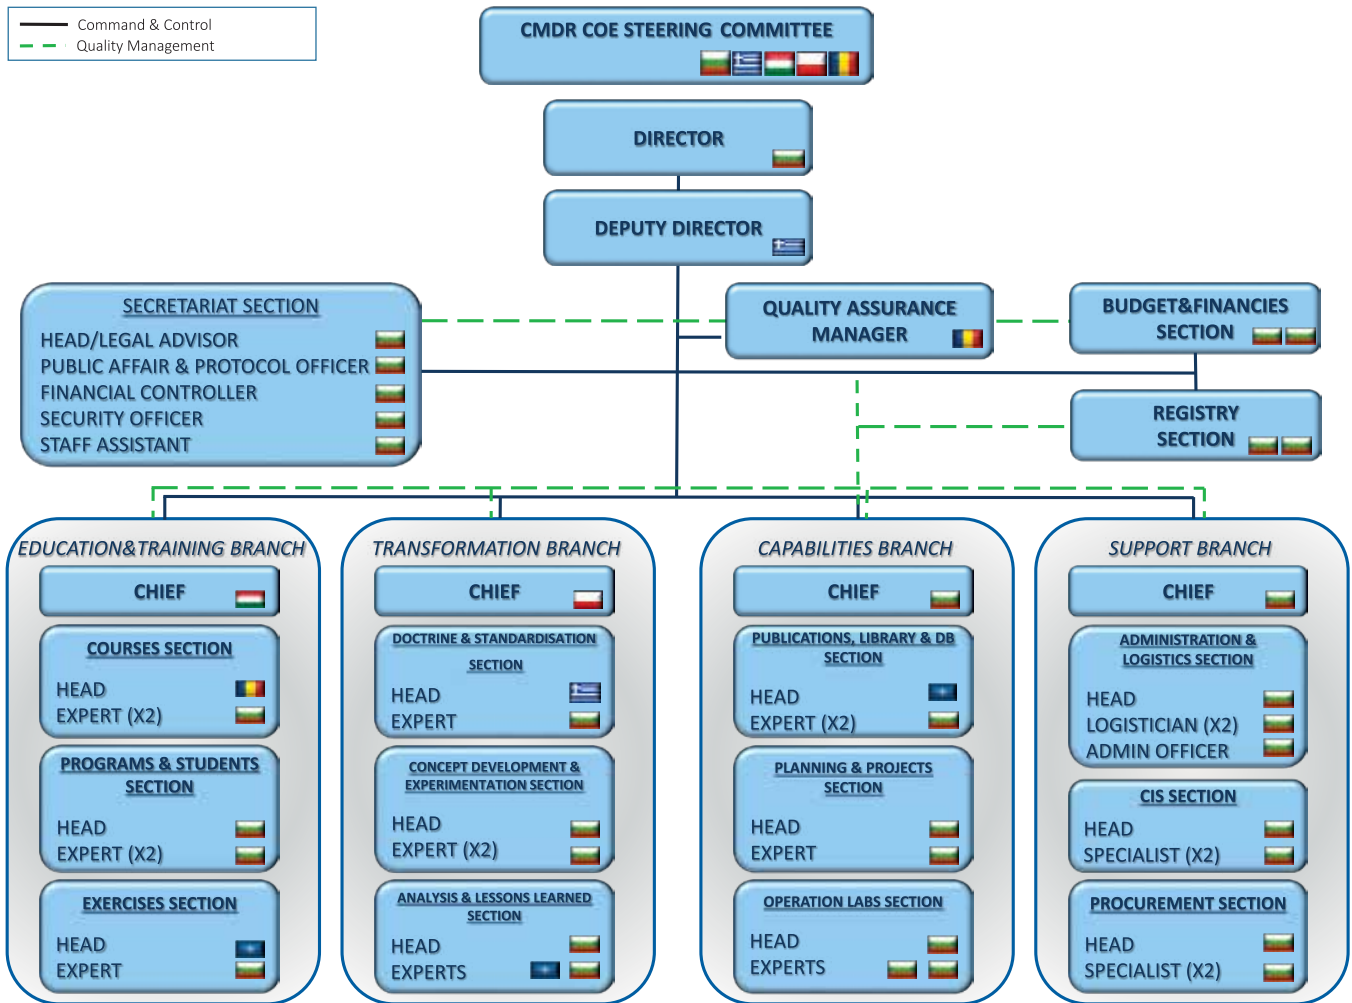 Command & Control
Quality Management
CMDR COE STEERING COMMITTEE
DIRECTOR
DEPUTY DIRECTOR
SECRETARIAT SECTION
HEAD/LEGAL ADVISOR
PUBLIC AFFAIR & PROTOCOL OFFICER
FINANCIAL CONTROLLER
SECURITY OFFICER
STAFF ASSISTANT
QUALITY ASSURANCE
MANAGER
BUDGET&FINANCIES
SECTION
REGISTRY
SECTION
EDUCATION&TRAINING BRANCH
CHIEF
COURSES SECTION
HEAD
EXPERT (X2)
PROGRAMS & STUDENTS
SECTION
HEAD
EXPERT (X2)
EXERCISES SECTION
HEAD
EXPERT
TRANSFORMATION BRANCH
CHIEF
DOCTRINE & STANDARDISATION
SECTION
HEAD
EXPERT
CONCEPT DEVELOPMENT &
EXPERIMENTATION SECTION
HEAD
EXPERT (X2)
ANALYSIS & LESSONS LEARNED
SECTION
HEAD
EXPERTS
CAPABILITIES BRANCH
CHIEF
PUBLICATIONS, LIBRARY & DB
SECTION
HEAD
EXPERT (X2)
PLANNING & PROJECTS
SECTION
HEAD
EXPERT
OPERATION LABS SECTION
HEAD
EXPERTS
SUPPORT BRANCH
CHIEF
ADMINISTRATION &
LOGISTICS SECTION
HEAD
LOGISTICIAN (X2)
ADMIN OFFICER
CIS SECTION
HEAD
SPECIALIST (X2)
PROCUREMENT SECTION
HEAD
SPECIALIST (X2)